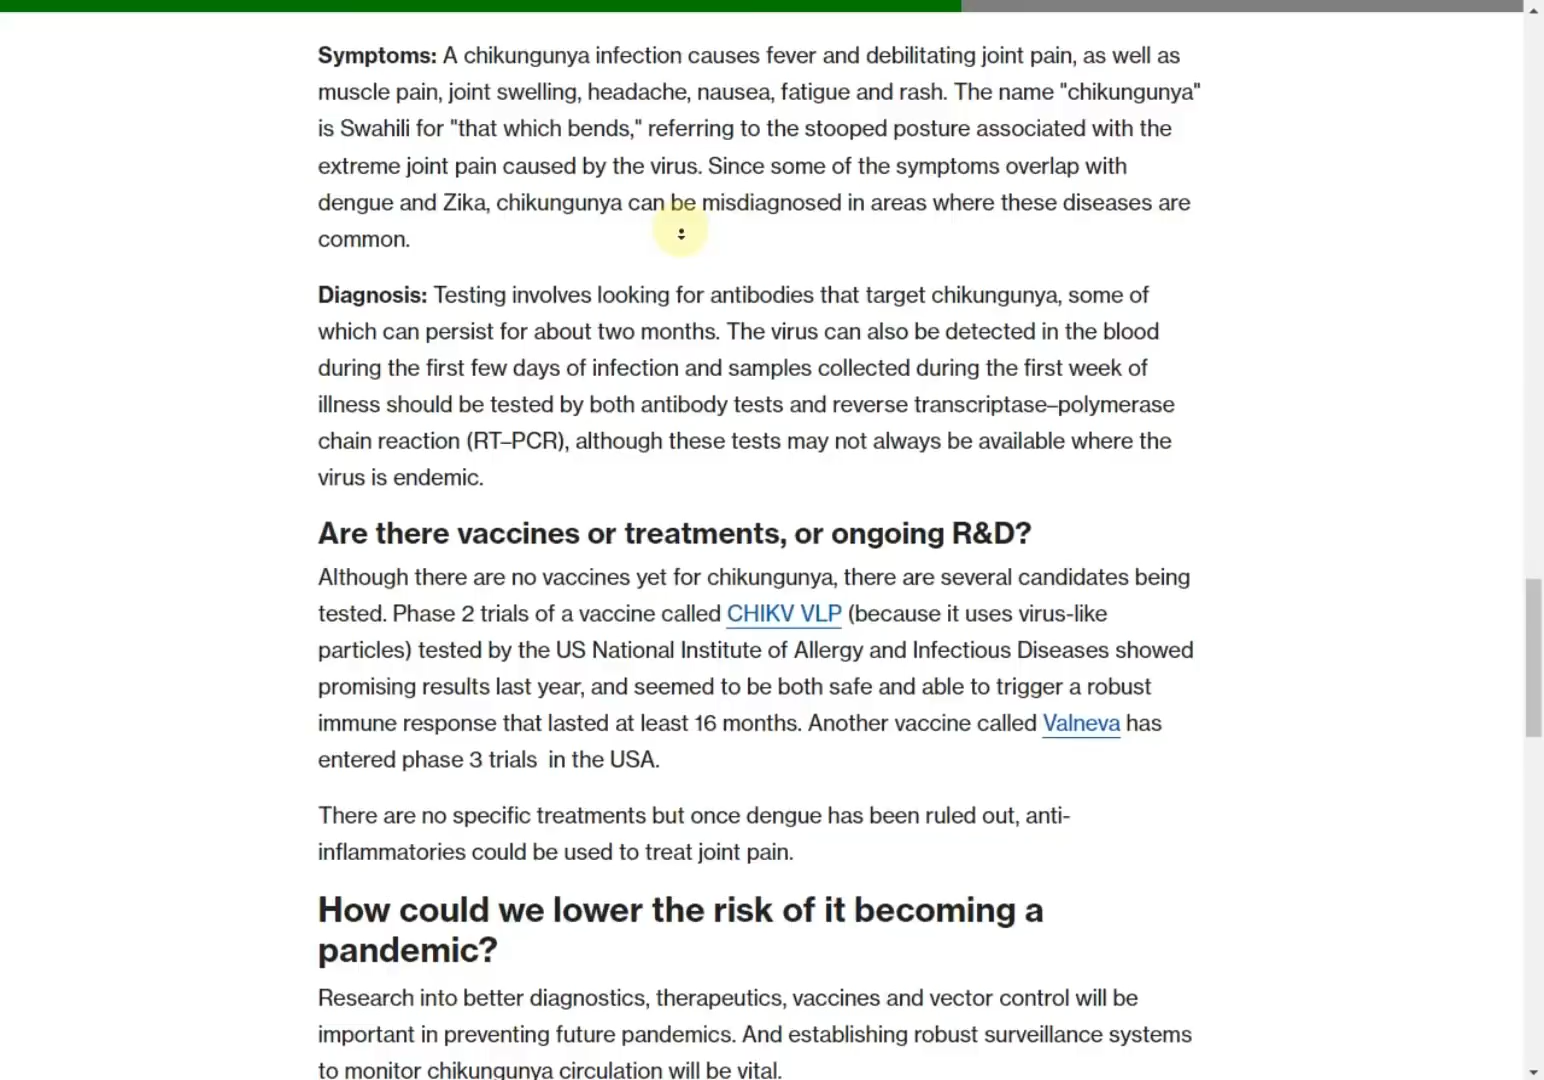 Symptoms: A chikungunya infection causes fever and debilitating joint pain, as well as
muscle pain, joint swelling, headache, nausea, fatigue and rash. The name "chikungunya"
is Swahili for "that which bends," referring to the stooped posture associated with the
extreme joint pain caused by the virus. Since some of the symptoms overlap with
dengue and Zika, chikungunya can be misdiagnosed in areas where these diseases are
common.
Diagnosis: Testing involves looking for antibodies that target chikungunya, some of
which can persist for about two months. The virus can also be detected in the blood
during the first few days of infection and samples collected during the first week of
illness should be tested by both antibody tests and reverse transcriptase–polymerase
chain reaction (RT–PCR), although these tests may not always be available where the
virus is endemic.
Are there vaccines or treatments, or ongoing R&D?
Although there are no vaccines yet for chikungunya, there are several candidates being
tested. Phase 2 trials of a vaccine called CHIKV VLP (because it uses virus-like
particles) tested by the US National Institute of Allergy and Infectious Diseases showed
promising results last year, and seemed to be both safe and able to trigger a robust
immune response that lasted at least 16 months. Another vaccine called Valneva has
entered phase 3 trials  in the USA.
There are no specific treatments but once dengue has been ruled out, anti-
inflammatories could be used to treat joint pain.
How could we lower the risk of it becoming a
pandemic?
Research into better diagnostics, therapeutics, vaccines and vector control will be
important in preventing future pandemics. And establishing robust surveillance systems
to monitor chikungunya circulation will be vital.